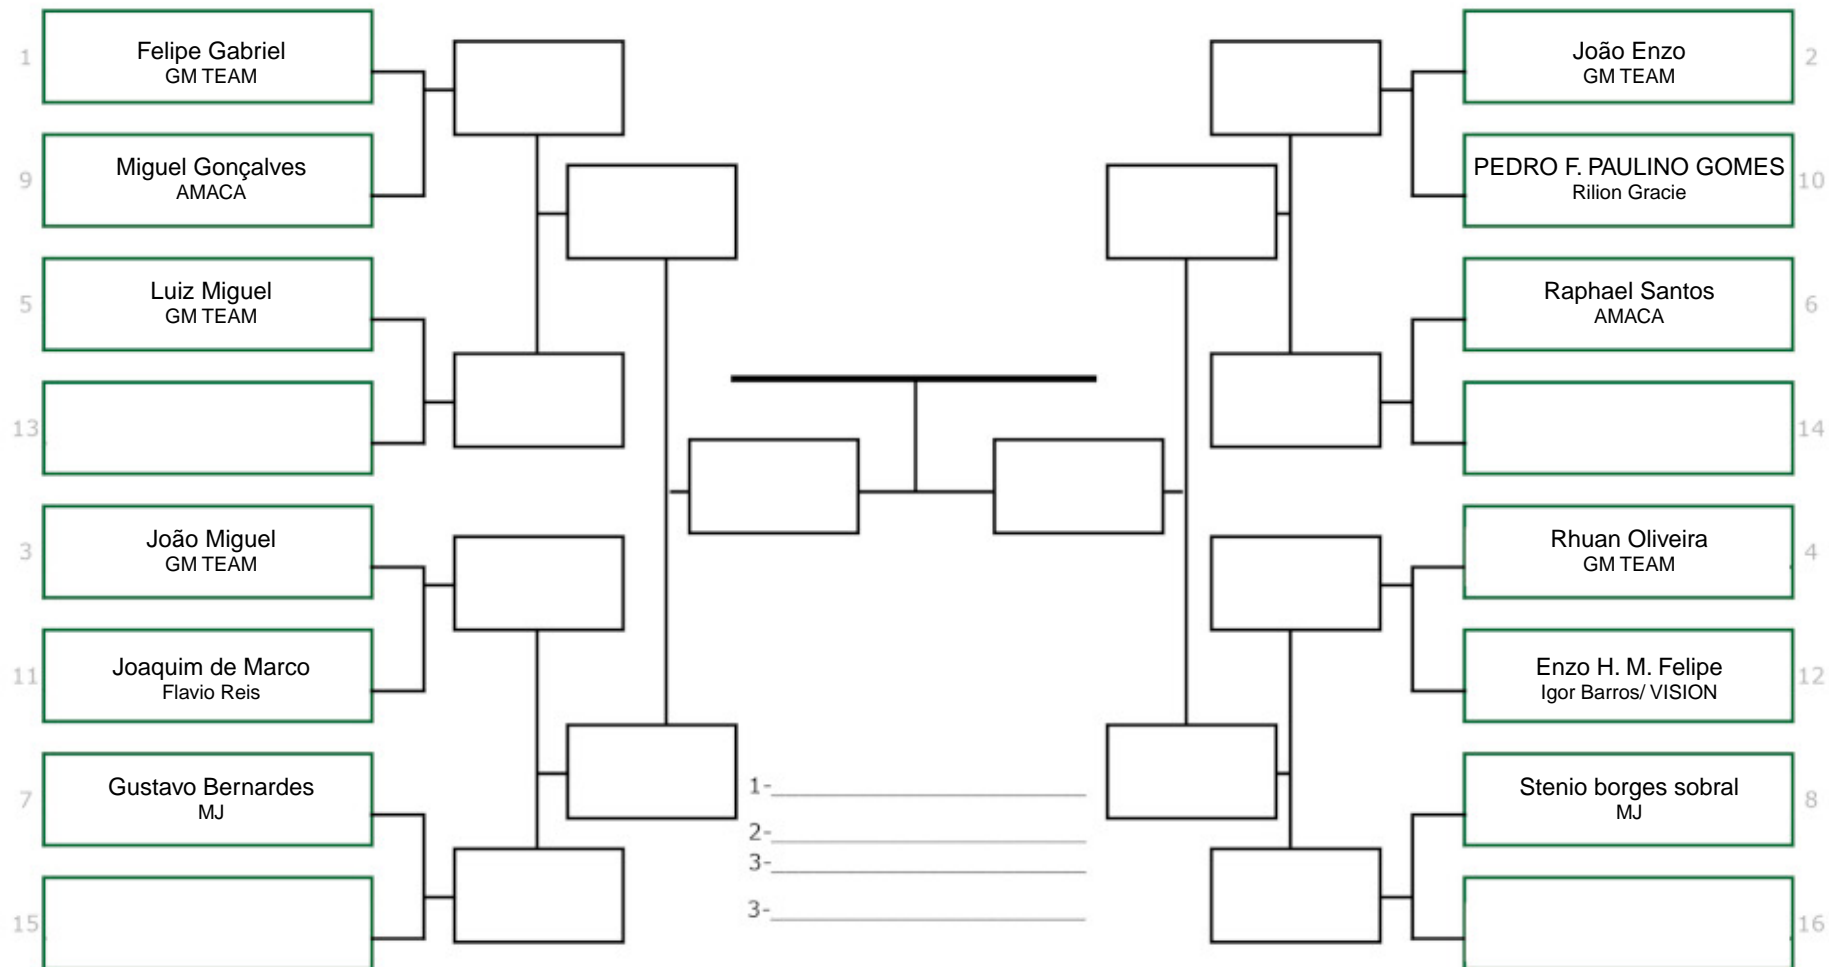 1
Felipe Gabriel
GM TEAM
9
Miguel Gonçalves
AMACA
5
Luiz Miguel
GM TEAM
13
3
João Miguel
GM TEAM
11
Joaquim de Marco
Flavio Reis
7
Gustavo Bernardes
MJ
15
1-
2-
3-
3-
João Enzo
GM TEAM
2
PEDRO F. PAULINO GOMES
Rilion Gracie
10
Raphael Santos
AMACA
6
14
Rhuan Oliveira
GM TEAM
4
Enzo H. M. Felipe
Igor Barros/ VISION
12
Stenio borges sobral
MJ
8
16